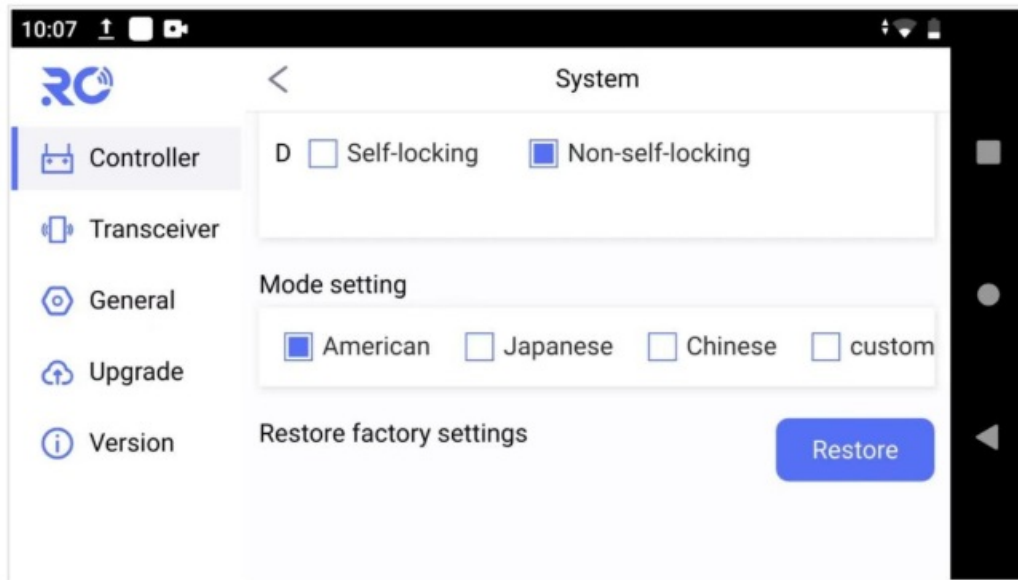 10:07
RC
System
Controller
D Self-locking Non-self-locking
Transceiver
Mode setting
General
American Japanese Chinese custom
Upgrade
Restore factory settings
Version
Restore